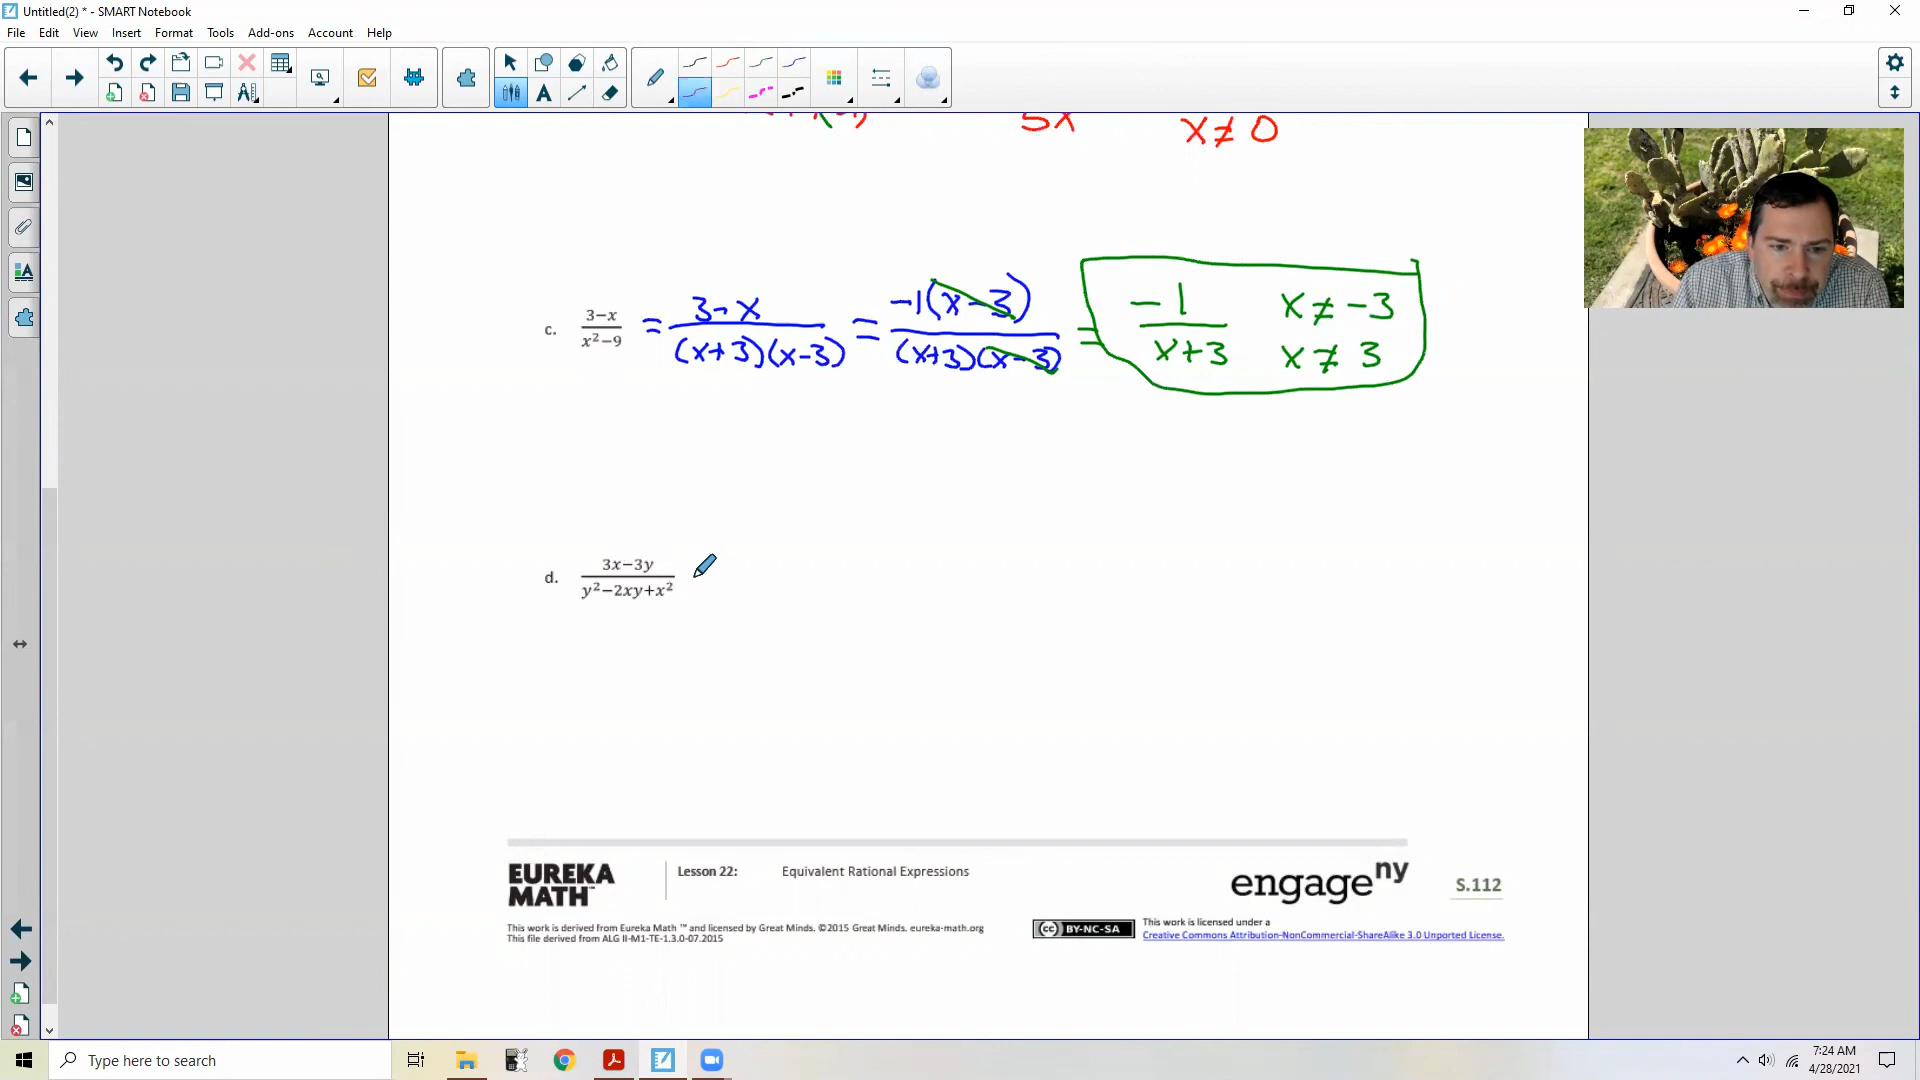 Untitled(2) * - SMART Notebook
File Edit View Insert Format Tools Add-ons Account Help
5x x ≠ 0
c. 3−x / x²−9 = 3-x / (x+3)(x-3) = -1(x-3) / (x+3)(x-3) = -1 / x+3 x ≠ -3
x ≠ 3
d. 3x−3y / y²−2xy+x²
EUREKA MATH™ Lesson 22: Equivalent Rational Expressions engage ny S.112
This work is derived from Eureka Math ™ and licensed by Great Minds. ©2015 Great Minds. eureka-math.org
This file derived from ALG II-M1-TE-1.3.0-07.2015
CC BY-NC-SA
This work is licensed under a
Creative Commons Attribution-NonCommercial-ShareAlike 3.0 Unported License.
Type here to search
7:24 AM
4/28/2021